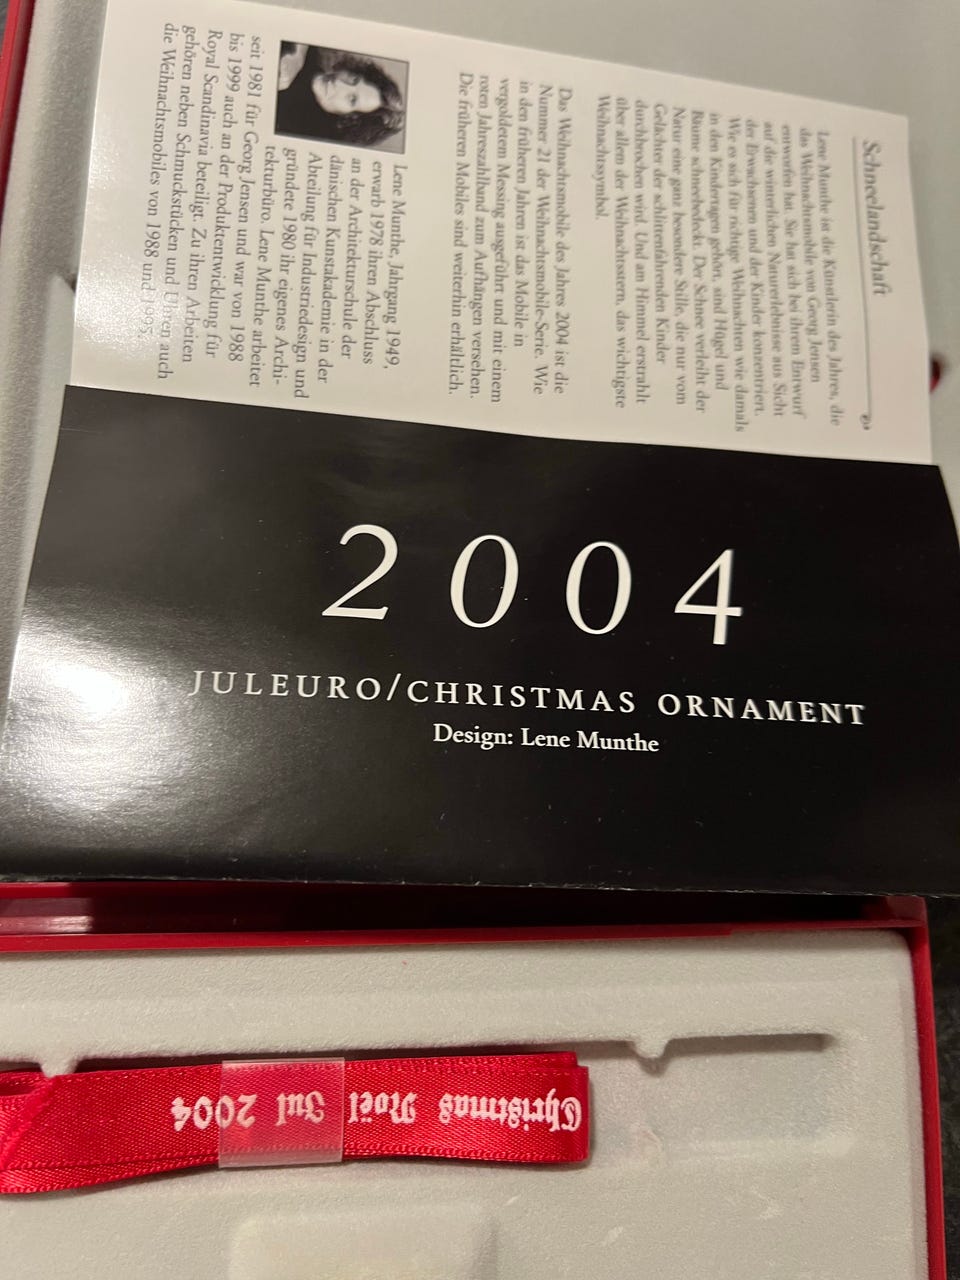 Schneelandschaft
Lene Munthe ist die Künstlerin des Jahres, die
das Weihnachtsmobile von Georg Jensen
entworfen hat. Sie hat sich bei ihrem Entwurf
auf die winterlichen Naturerlebnisse aus Sicht
der Erwachsenen und der Kinder konzentriert.
Wie es sich für richtige Weihnachten wie damals
in den Kindertagen gehört, sind Hügel und
Bäume schneebedeckt. Der Schnee verleiht der
Natur eine ganz besondere Stille, die nur vom
Gelächter der schlittenfahrenden Kinder
durchbrochen wird. Und am Himmel erstrahlt
über allem der Weihnachtsstern, das wichtigste
Weihnachtssymbol.
Das Weihnachtsmobile des Jahres 2004 ist die
Nummer 21 der Weihnachtsmobile-Serie. Wie
in den früheren Jahren ist das Mobile in
vergoldetem Messing ausgeführt und mit einem
roten Jahreszahlband zum Aufhängen versehen.
Die früheren Mobiles sind weiterhin erhältlich.
Lene Munthe, Jahrgang 1949,
erwarb 1978 ihren Abschluss
an der Architekturschule der
dänischen Kunstakademie in der
Abteilung für Industriedesign und
gründete 1980 ihr eigenes Archi-
tekturbüro. Lene Munthe arbeitet
seit 1981 für Georg Jensen und war von 1988
bis 1999 auch an der Produktentwicklung für
Royal Scandinavia beteiligt. Zu ihren Arbeiten
gehören neben Schmuckstücken und Uhren auch
die Weihnachtsmobiles von 1988 und 1995.
2004
JULEURO/CHRISTMAS ORNAMENT
Design: Lene Munthe
Christmas Noël Jul 2004